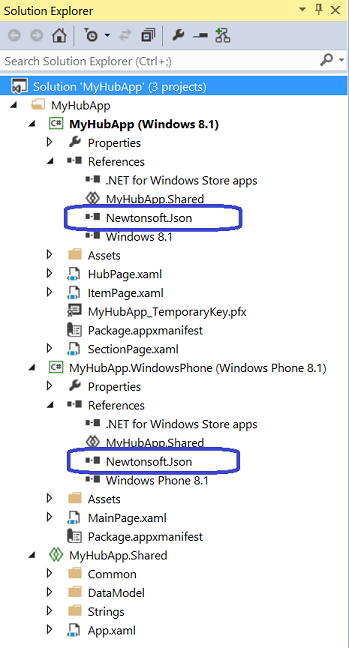 Solution Explorer
Search Solution Explorer (Ctrl+;)
Solution 'MyHubApp' (3 projects)
MyHubApp
C# MyHubApp (Windows 8.1)
Properties
References
.NET for Windows Store apps
MyHubApp.Shared
Newtonsoft.Json
Windows 8.1
Assets
HubPage.xaml
ItemPage.xaml
MyHubApp_TemporaryKey.pfx
Package.appxmanifest
SectionPage.xaml
C# MyHubApp.WindowsPhone (Windows Phone 8.1)
Properties
References
.NET for Windows Store apps
MyHubApp.Shared
Newtonsoft.Json
Windows Phone 8.1
Assets
MainPage.xaml
Package.appxmanifest
MyHubApp.Shared
Common
DataModel
Strings
App.xaml